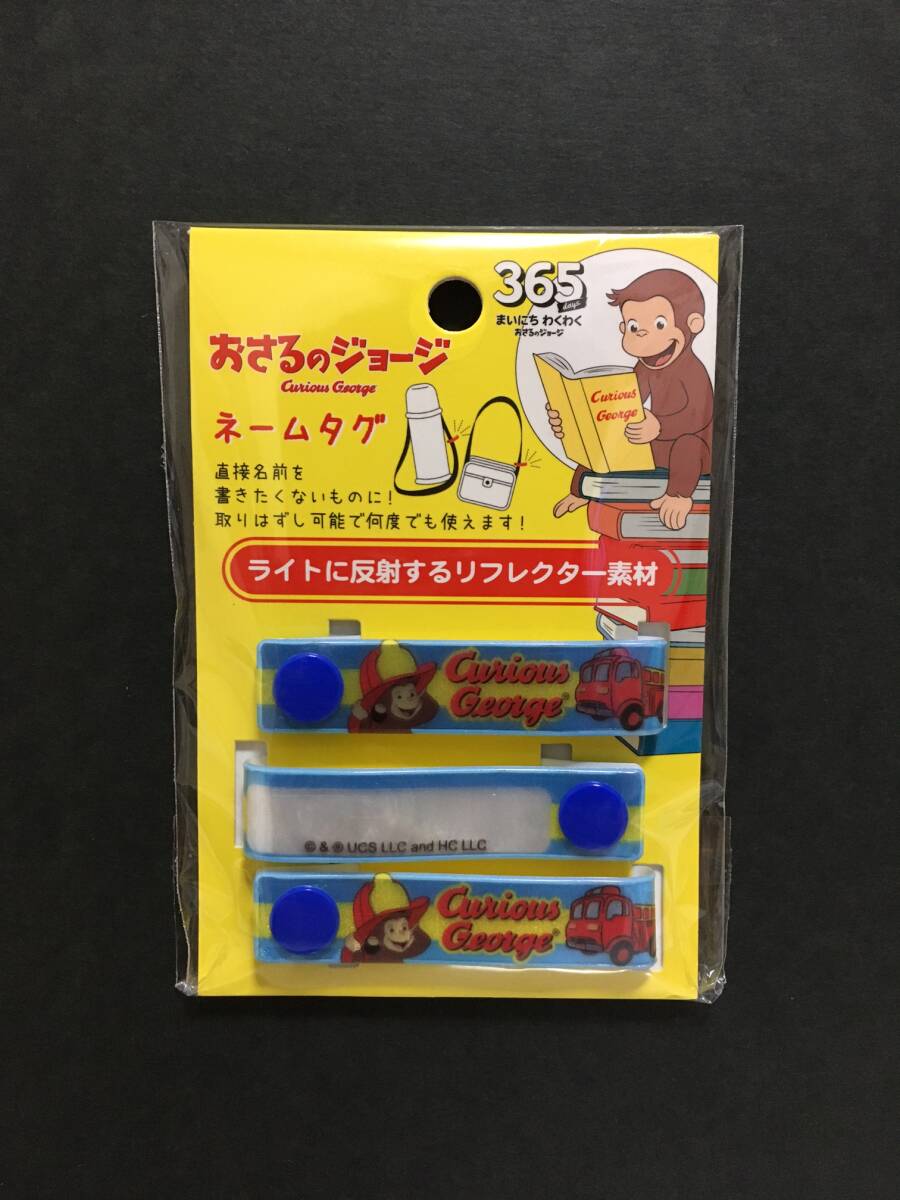 365
days
まいにち わくわく
おさるのジョージ
おさるのジョージ
Curious George
ネームタグ
Curious
George
直接名前を
書きたくないものに!
取りはずし可能で何度でも使えます!
ライトに反射するリフレクター素材
Curious
George®
© & ® UCS LLC and HC LLC
Curious
George®